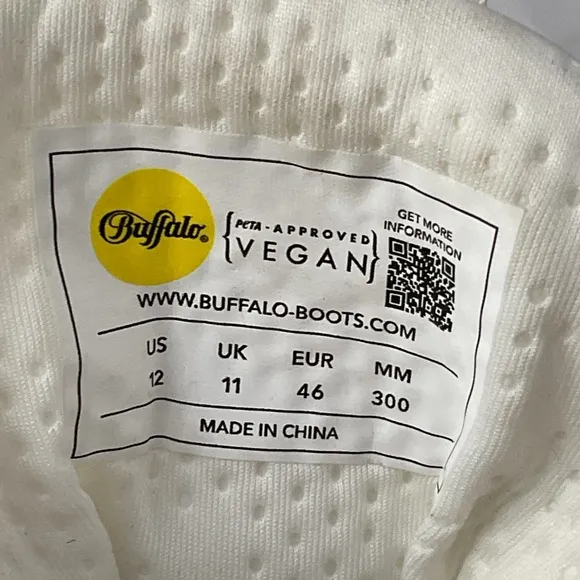 Buffalo®
PETA-APPROVED
VEGAN
GET MORE
INFORMATION
WWW.BUFFALO-BOOTS.COM
US UK EUR MM
12 11 46 300
MADE IN CHINA